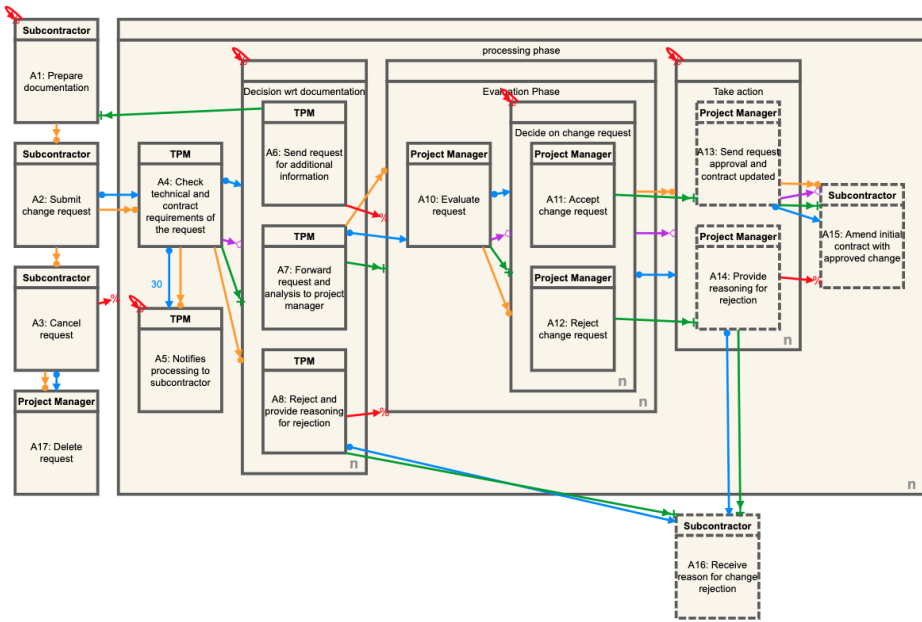 Subcontractor
A1: Prepare
documentation
Subcontractor
A2: Submit
change request
Subcontractor
A3: Cancel
request
%
Project Manager
A17: Delete
request
processing phase
TPM
A4: Check
technical and
contract
requirements of
the request
30
TPM
A5: Notifies
processing to
subcontractor
Decision wrt documentation
TPM
A6: Send request
for additional
information
%
TPM
A7: Forward
request and
analysis to project
manager
TPM
A8: Reject and
provide reasoning
for rejection
%
n
Evaluation Phase
Project Manager
A10: Evaluate
request
Decide on change request
Project Manager
A11: Accept
change request
Project Manager
A12: Reject
change request
n
n
Take action
Project Manager
A13: Send request
approval and
contract updated
Project Manager
A14: Provide
reasoning for
rejection
%
n
Subcontractor
A15: Amend initial
contract with
approved change
n
Subcontractor
A16: Receive
reason for change
rejection